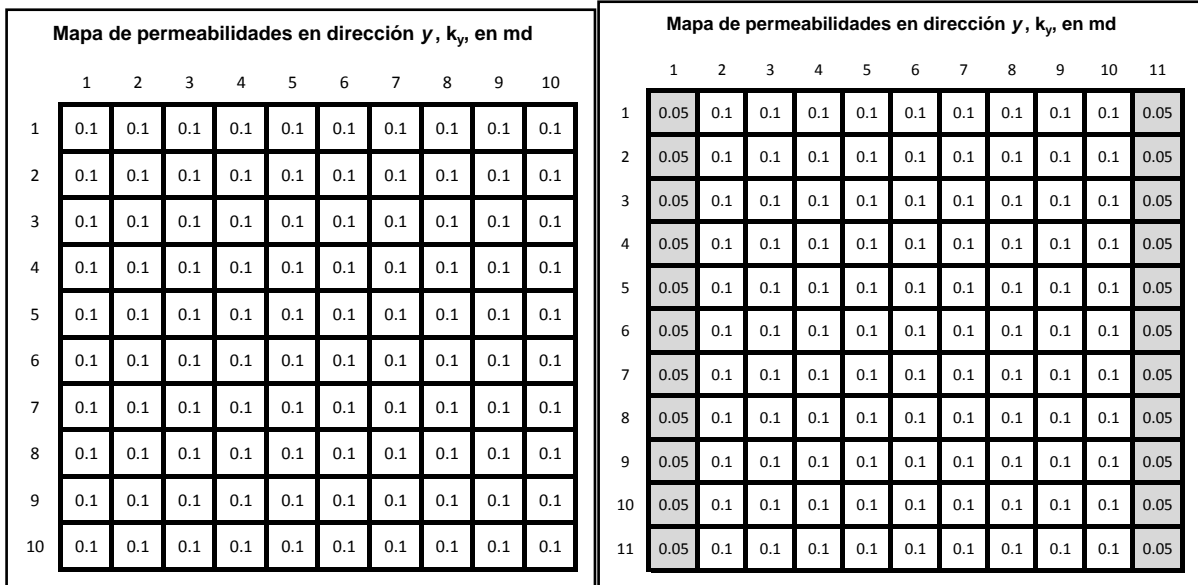 Mapa de permeabilidades en dirección y, kᵧ, en md
1 2 3 4 5 6 7 8 9 10
1 0.1 0.1 0.1 0.1 0.1 0.1 0.1 0.1 0.1 0.1
2 0.1 0.1 0.1 0.1 0.1 0.1 0.1 0.1 0.1 0.1
3 0.1 0.1 0.1 0.1 0.1 0.1 0.1 0.1 0.1 0.1
4 0.1 0.1 0.1 0.1 0.1 0.1 0.1 0.1 0.1 0.1
5 0.1 0.1 0.1 0.1 0.1 0.1 0.1 0.1 0.1 0.1
6 0.1 0.1 0.1 0.1 0.1 0.1 0.1 0.1 0.1 0.1
7 0.1 0.1 0.1 0.1 0.1 0.1 0.1 0.1 0.1 0.1
8 0.1 0.1 0.1 0.1 0.1 0.1 0.1 0.1 0.1 0.1
9 0.1 0.1 0.1 0.1 0.1 0.1 0.1 0.1 0.1 0.1
10 0.1 0.1 0.1 0.1 0.1 0.1 0.1 0.1 0.1 0.1
Mapa de permeabilidades en dirección y, kᵧ, en md
1 2 3 4 5 6 7 8 9 10 11
1 0.05 0.1 0.1 0.1 0.1 0.1 0.1 0.1 0.1 0.1 0.05
2 0.05 0.1 0.1 0.1 0.1 0.1 0.1 0.1 0.1 0.1 0.05
3 0.05 0.1 0.1 0.1 0.1 0.1 0.1 0.1 0.1 0.1 0.05
4 0.05 0.1 0.1 0.1 0.1 0.1 0.1 0.1 0.1 0.1 0.05
5 0.05 0.1 0.1 0.1 0.1 0.1 0.1 0.1 0.1 0.1 0.05
6 0.05 0.1 0.1 0.1 0.1 0.1 0.1 0.1 0.1 0.1 0.05
7 0.05 0.1 0.1 0.1 0.1 0.1 0.1 0.1 0.1 0.1 0.05
8 0.05 0.1 0.1 0.1 0.1 0.1 0.1 0.1 0.1 0.1 0.05
9 0.05 0.1 0.1 0.1 0.1 0.1 0.1 0.1 0.1 0.1 0.05
10 0.05 0.1 0.1 0.1 0.1 0.1 0.1 0.1 0.1 0.1 0.05
11 0.05 0.1 0.1 0.1 0.1 0.1 0.1 0.1 0.1 0.1 0.05